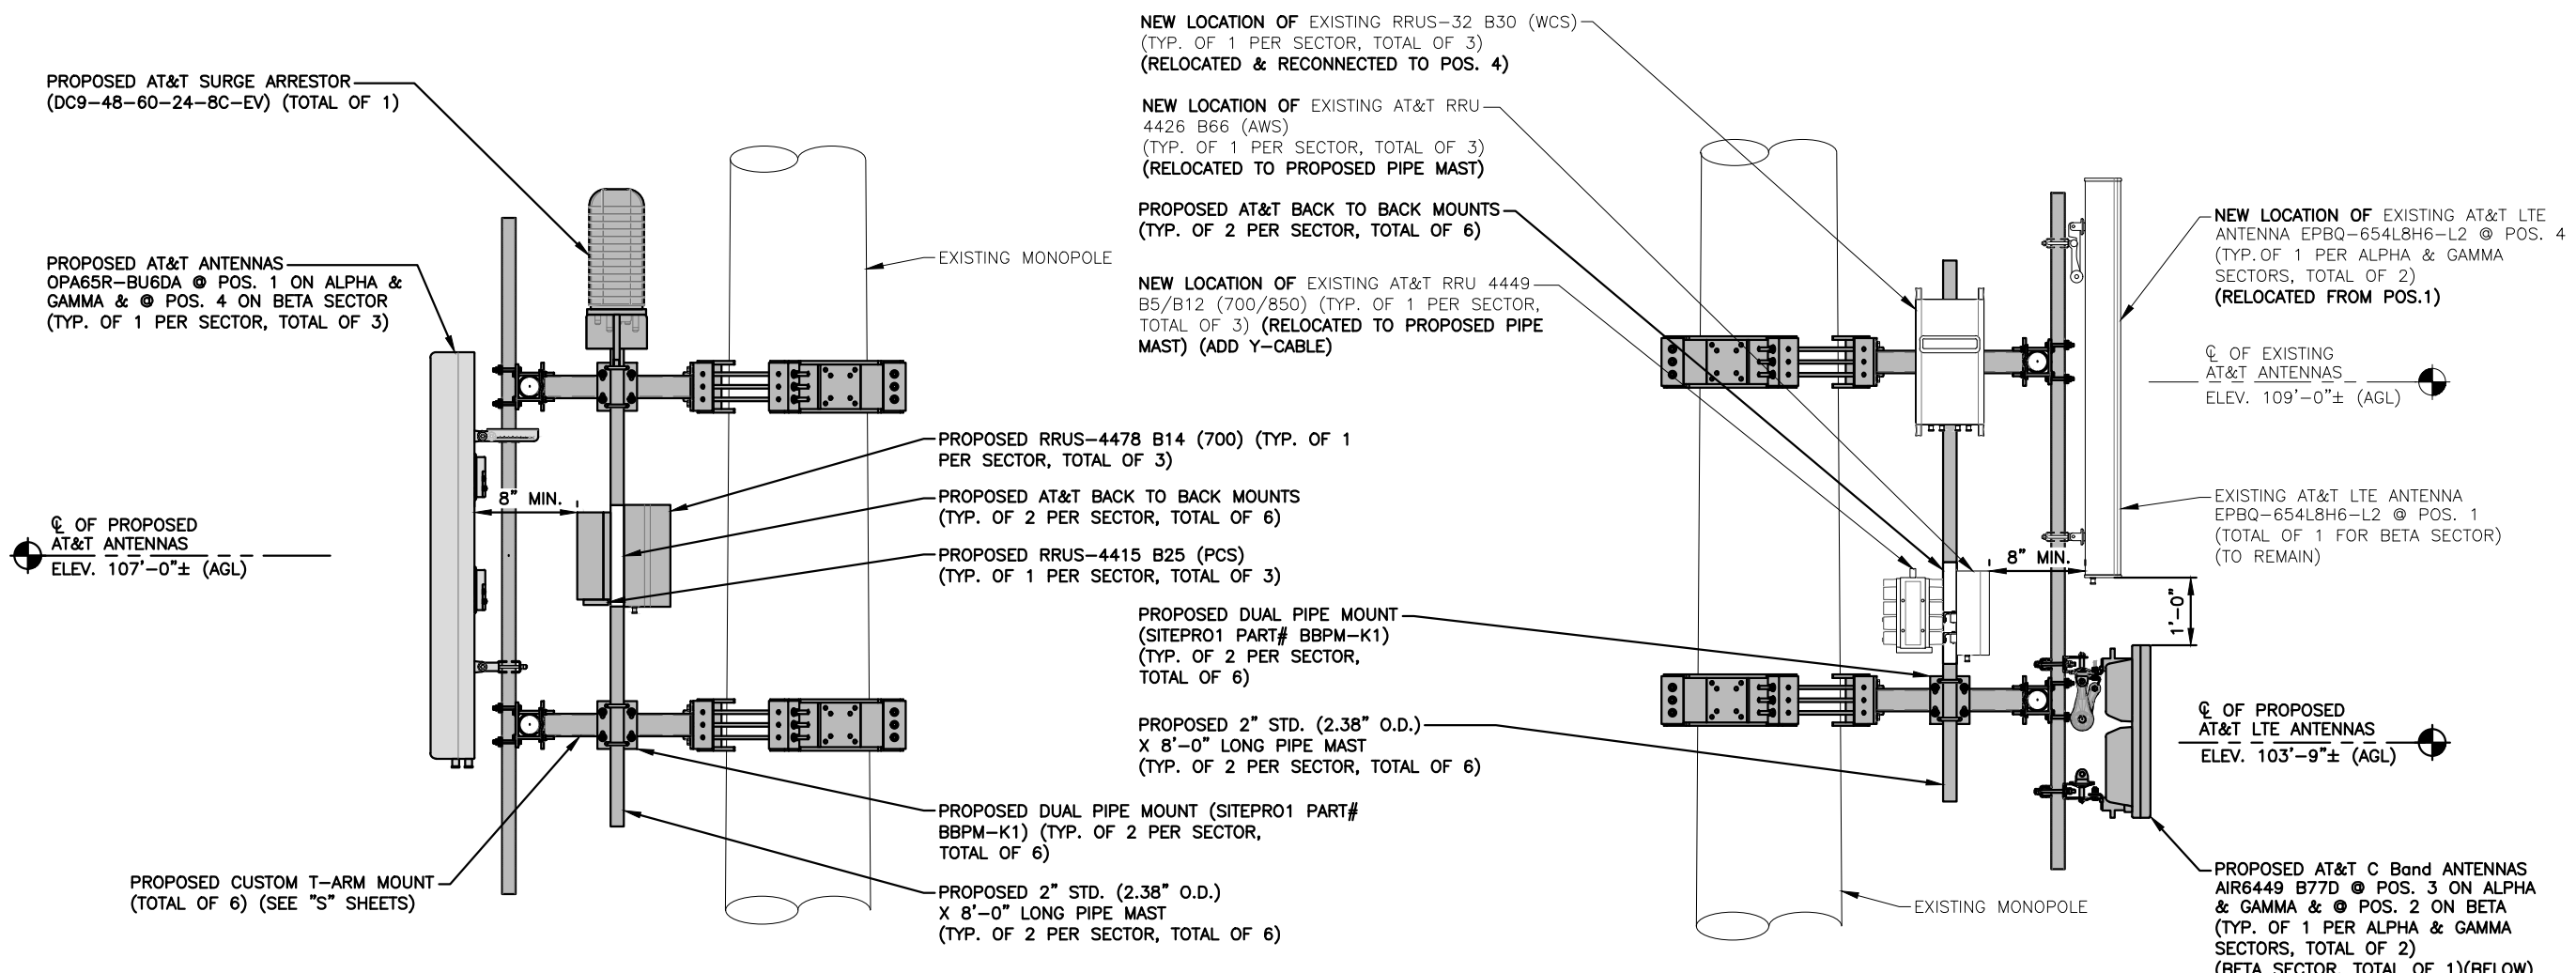 PROPOSED AT&T SURGE ARRESTOR
(DC9-48-60-24-8C-EV) (TOTAL OF 1)
PROPOSED AT&T ANTENNAS
OPA65R-BU6DA @ POS. 1 ON ALPHA &
GAMMA & @ POS. 4 ON BETA SECTOR
(TYP. OF 1 PER SECTOR, TOTAL OF 3)
EXISTING MONOPOLE
8" MIN.
℄ OF PROPOSED
AT&T ANTENNAS
ELEV. 107'-0"± (AGL)
PROPOSED RRUS-4478 B14 (700) (TYP. OF 1
PER SECTOR, TOTAL OF 3)
PROPOSED AT&T BACK TO BACK MOUNTS
(TYP. OF 2 PER SECTOR, TOTAL OF 6)
PROPOSED RRUS-4415 B25 (PCS)
(TYP. OF 1 PER SECTOR, TOTAL OF 3)
PROPOSED DUAL PIPE MOUNT (SITEPRO1 PART#
BBPM-K1) (TYP. OF 2 PER SECTOR,
TOTAL OF 6)
PROPOSED CUSTOM T-ARM MOUNT
(TOTAL OF 6) (SEE "S" SHEETS)
PROPOSED 2" STD. (2.38" O.D.)
X 8'-0" LONG PIPE MAST
(TYP. OF 2 PER SECTOR, TOTAL OF 6)
NEW LOCATION OF EXISTING RRUS-32 B30 (WCS)
(TYP. OF 1 PER SECTOR, TOTAL OF 3)
(RELOCATED & RECONNECTED TO POS. 4)
NEW LOCATION OF EXISTING AT&T RRU
4426 B66 (AWS)
(TYP. OF 1 PER SECTOR, TOTAL OF 3)
(RELOCATED TO PROPOSED PIPE MAST)
PROPOSED AT&T BACK TO BACK MOUNTS
(TYP. OF 2 PER SECTOR, TOTAL OF 6)
NEW LOCATION OF EXISTING AT&T RRU 4449
B5/B12 (700/850) (TYP. OF 1 PER SECTOR,
TOTAL OF 3) (RELOCATED TO PROPOSED PIPE
MAST) (ADD Y-CABLE)
PROPOSED DUAL PIPE MOUNT
(SITEPRO1 PART# BBPM-K1)
(TYP. OF 2 PER SECTOR,
TOTAL OF 6)
PROPOSED 2" STD. (2.38" O.D.)
X 8'-0" LONG PIPE MAST
(TYP. OF 2 PER SECTOR, TOTAL OF 6)
EXISTING MONOPOLE
NEW LOCATION OF EXISTING AT&T LTE
ANTENNA EPBQ-654L8H6-L2 @ POS. 4
(TYP. OF 1 PER ALPHA & GAMMA
SECTORS, TOTAL OF 2)
(RELOCATED FROM POS.1)
℄ OF EXISTING
AT&T ANTENNAS
ELEV. 109'-0"± (AGL)
EXISTING AT&T LTE ANTENNA
EPBQ-654L8H6-L2 @ POS. 1
(TOTAL OF 1 FOR BETA SECTOR)
(TO REMAIN)
8" MIN.
1'-0"
℄ OF PROPOSED
AT&T LTE ANTENNAS
ELEV. 103'-9"± (AGL)
PROPOSED AT&T C Band ANTENNAS
AIR6449 B77D @ POS. 3 ON ALPHA
& GAMMA & @ POS. 2 ON BETA
(TYP. OF 1 PER ALPHA & GAMMA
SECTORS, TOTAL OF 2)
(BETA SECTOR, TOTAL OF 1)(BELOW)